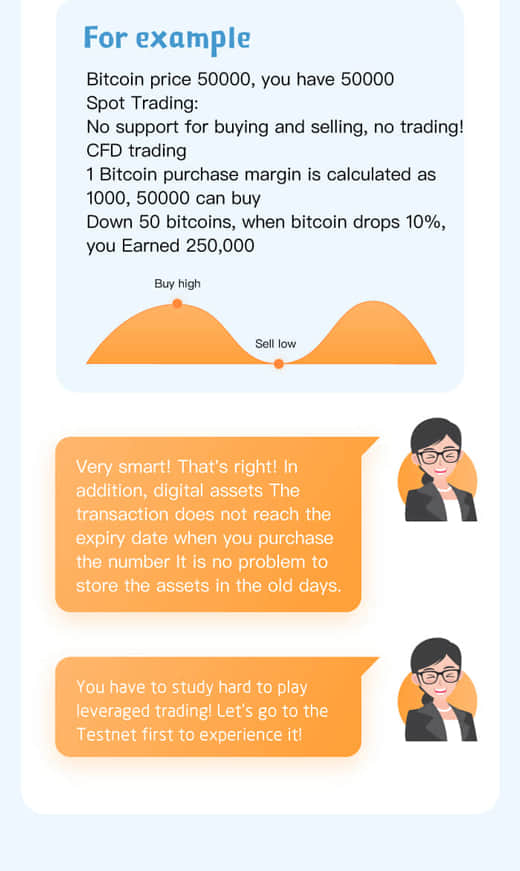 For example
Bitcoin price 50000, you have 50000
Spot Trading:
No support for buying and selling, no trading!
CFD trading
1 Bitcoin purchase margin is calculated as
1000, 50000 can buy
Down 50 bitcoins, when bitcoin drops 10%,
you Earned 250,000
Buy high
Sell low
Very smart! That's right! In
addition, digital assets The
transaction does not reach the
expiry date when you purchase
the number It is no problem to
store the assets in the old days.
You have to study hard to play
leveraged trading! Let's go to the
Testnet first to experience it!